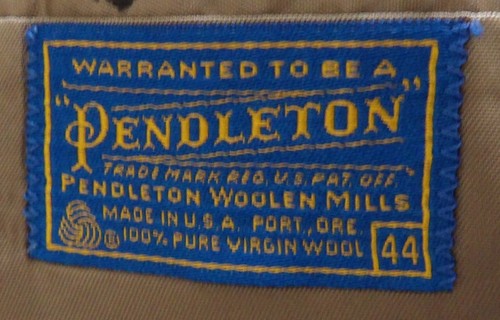 WARRANTED TO BE A
"PENDLETON"
TRADE MARK REG. U.S. PAT. OFF.
PENDLETON WOOLEN MILLS
MADE IN U.S.A. PORT., ORE.
® 100% PURE VIRGIN WOOL 44